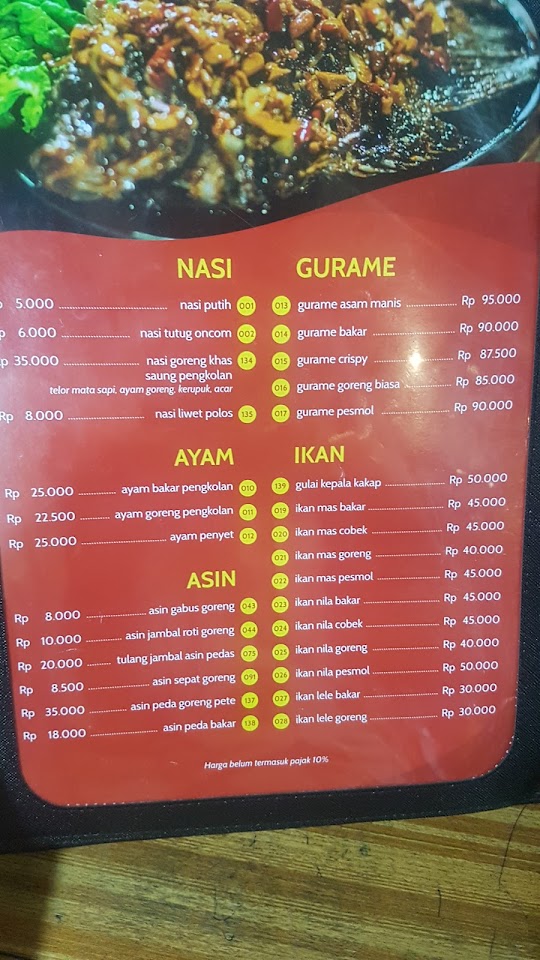 NASI
5.000 nasi putih 001
6.000 nasi tutug oncom 002
35.000 nasi goreng khas 134
saung pengkolan
telor mata sapi, ayam goreng, kerupuk, acar
Rp 8.000 nasi liwet polos 135
AYAM
Rp 25.000 ayam bakar pengkolan 010
Rp 22.500 ayam goreng pengkolan 011
Rp 25.000 ayam penyet 012
ASIN
Rp 8.000 asin gabus goreng 043
Rp 10.000 asin jambal roti goreng 044
Rp 20.000 tulang jambal asin pedas 075
Rp 8.500 asin sepat goreng 091
Rp 35.000 asin peda goreng pete 137
Rp 18.000 asin peda bakar 138
GURAME
013 gurame asam manis Rp 95.000
014 gurame bakar Rp 90.000
015 gurame crispy Rp 87.500
016 gurame goreng biasa Rp 85.000
017 gurame pesmol Rp 90.000
IKAN
139 gulai kepala kakap Rp 50.000
019 ikan mas bakar Rp 45.000
020 ikan mas cobek Rp 45.000
021 ikan mas goreng Rp 40.000
022 ikan mas pesmol Rp 45.000
023 ikan nila bakar Rp 45.000
024 ikan nila cobek Rp 45.000
025 ikan nila goreng Rp 40.000
026 ikan nila pesmol Rp 50.000
027 ikan lele bakar Rp 30.000
028 ikan lele goreng Rp 30.000
Harga belum termasuk pajak 10%